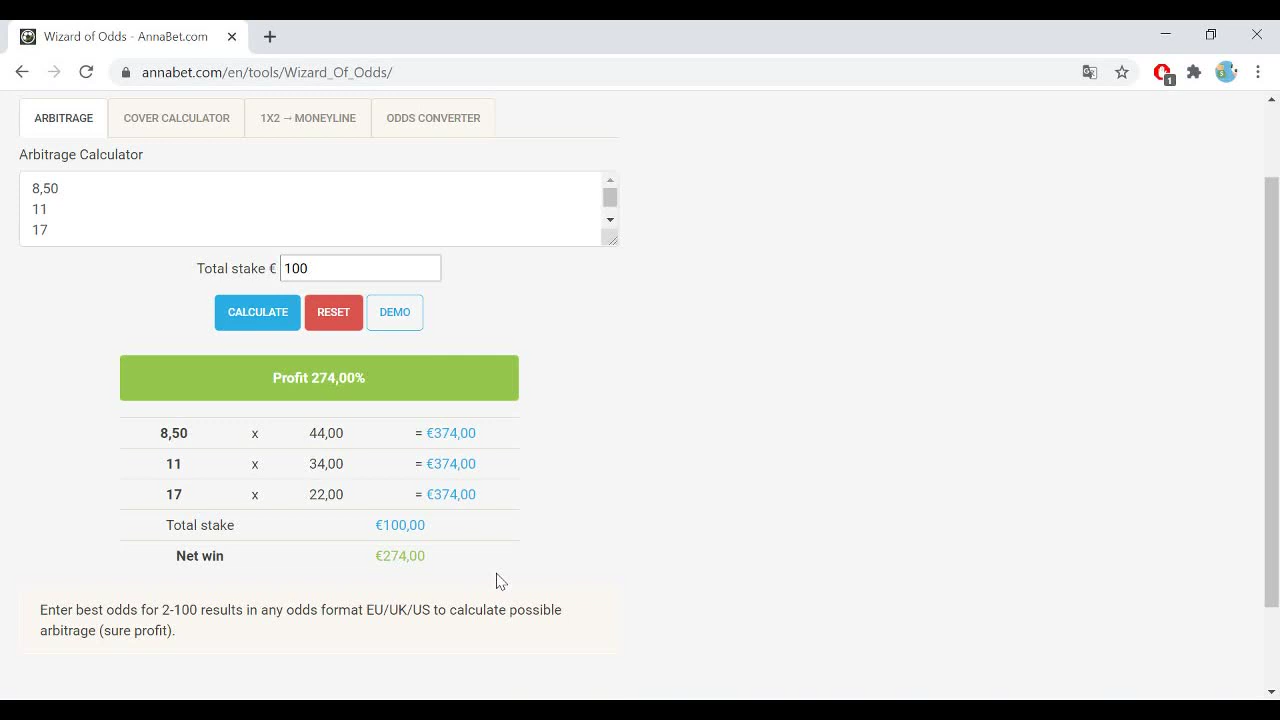 Wizard of Odds - AnnaBet.com
annabet.com/en/tools/Wizard_Of_Odds/
1
ARBITRAGE COVER CALCULATOR 1X2 → MONEYLINE ODDS CONVERTER
Arbitrage Calculator
8,50
11
17
Total stake € 100
CALCULATE RESET DEMO
Profit 274,00%
8,50 x 44,00 = €374,00
11 x 34,00 = €374,00
17 x 22,00 = €374,00
Total stake €100,00
Net win €274,00
Enter best odds for 2-100 results in any odds format EU/UK/US to calculate possible
arbitrage (sure profit).